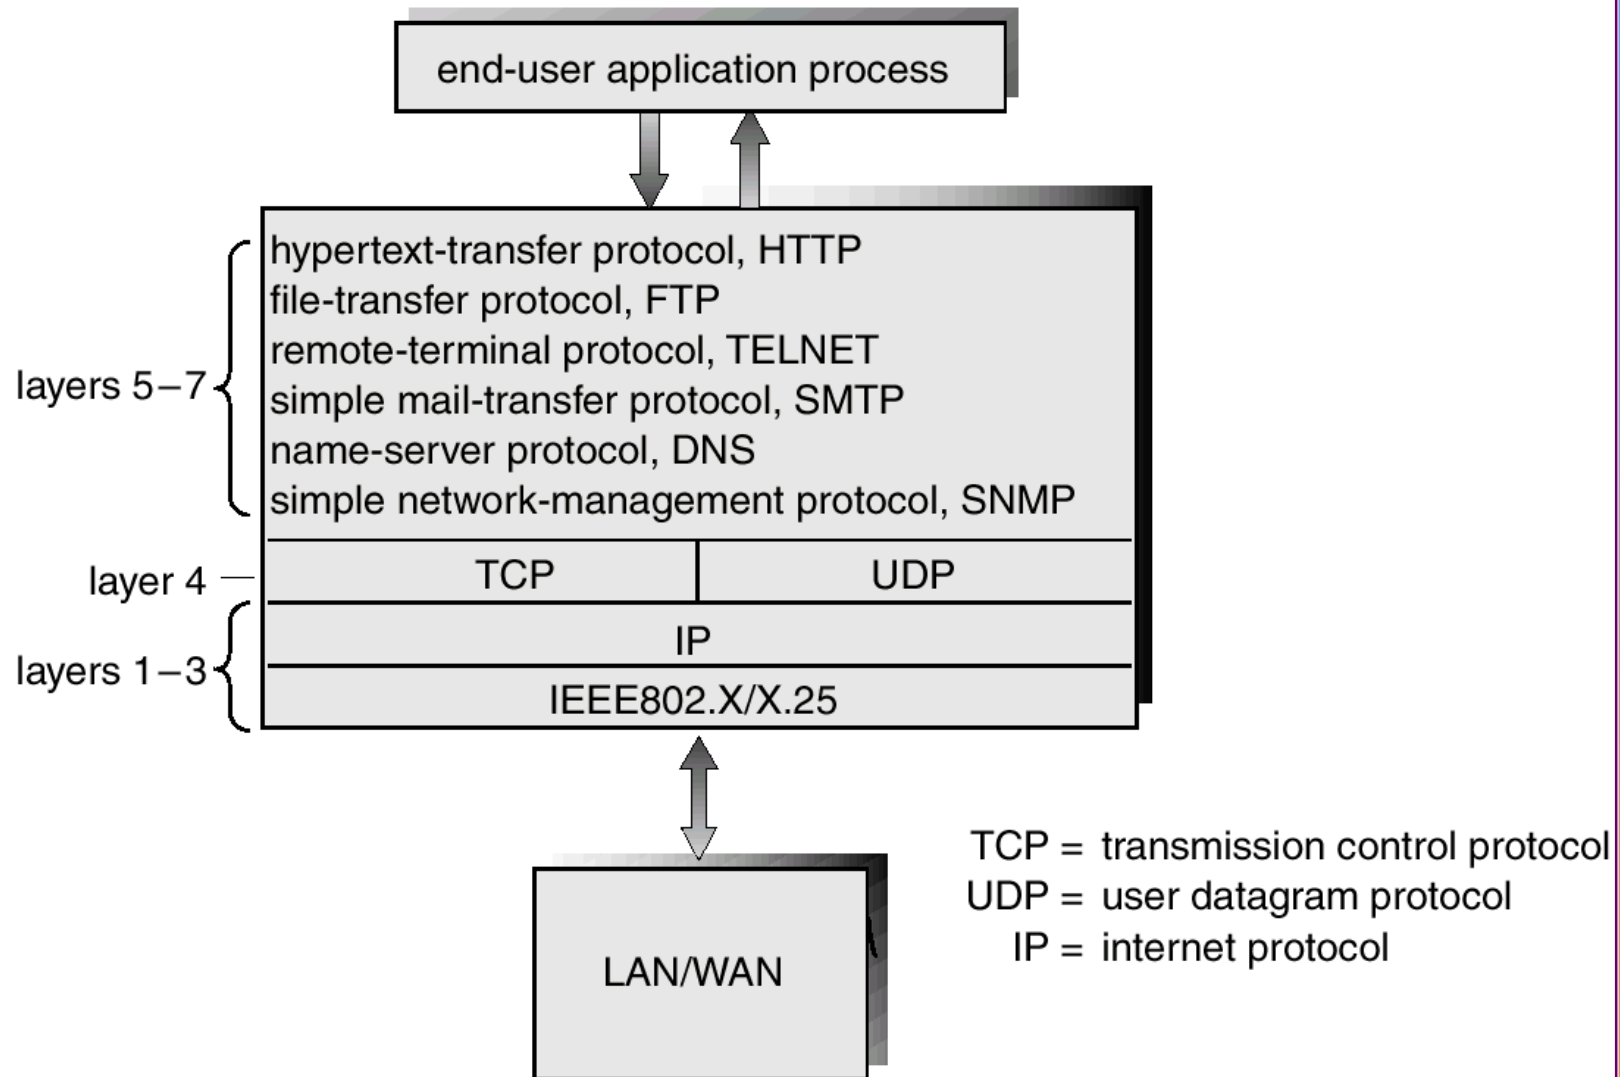 end-user application process
hypertext-transfer protocol, HTTP
file-transfer protocol, FTP
remote-terminal protocol, TELNET
layers 5–7
simple mail-transfer protocol, SMTP
name-server protocol, DNS
simple network-management protocol, SNMP
layer 4
TCP
UDP
layers 1–3
IP
IEEE802.X/X.25
LAN/WAN
TCP = transmission control protocol
UDP = user datagram protocol
IP = internet protocol